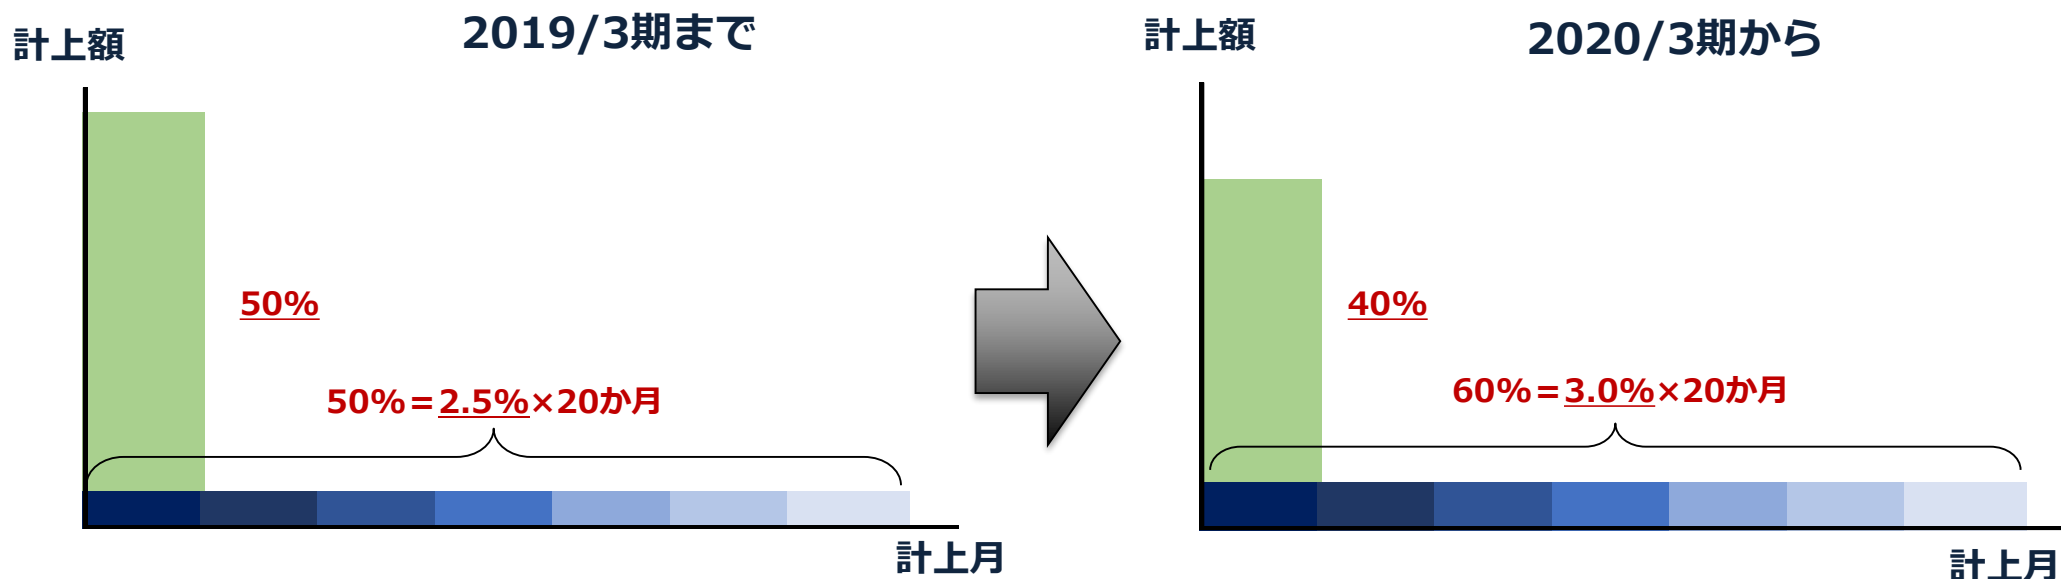 2019/3期まで
計上額
50%
50%=2.5%×20か月
計上月
2020/3期から
計上額
40%
60%=3.0%×20か月
計上月